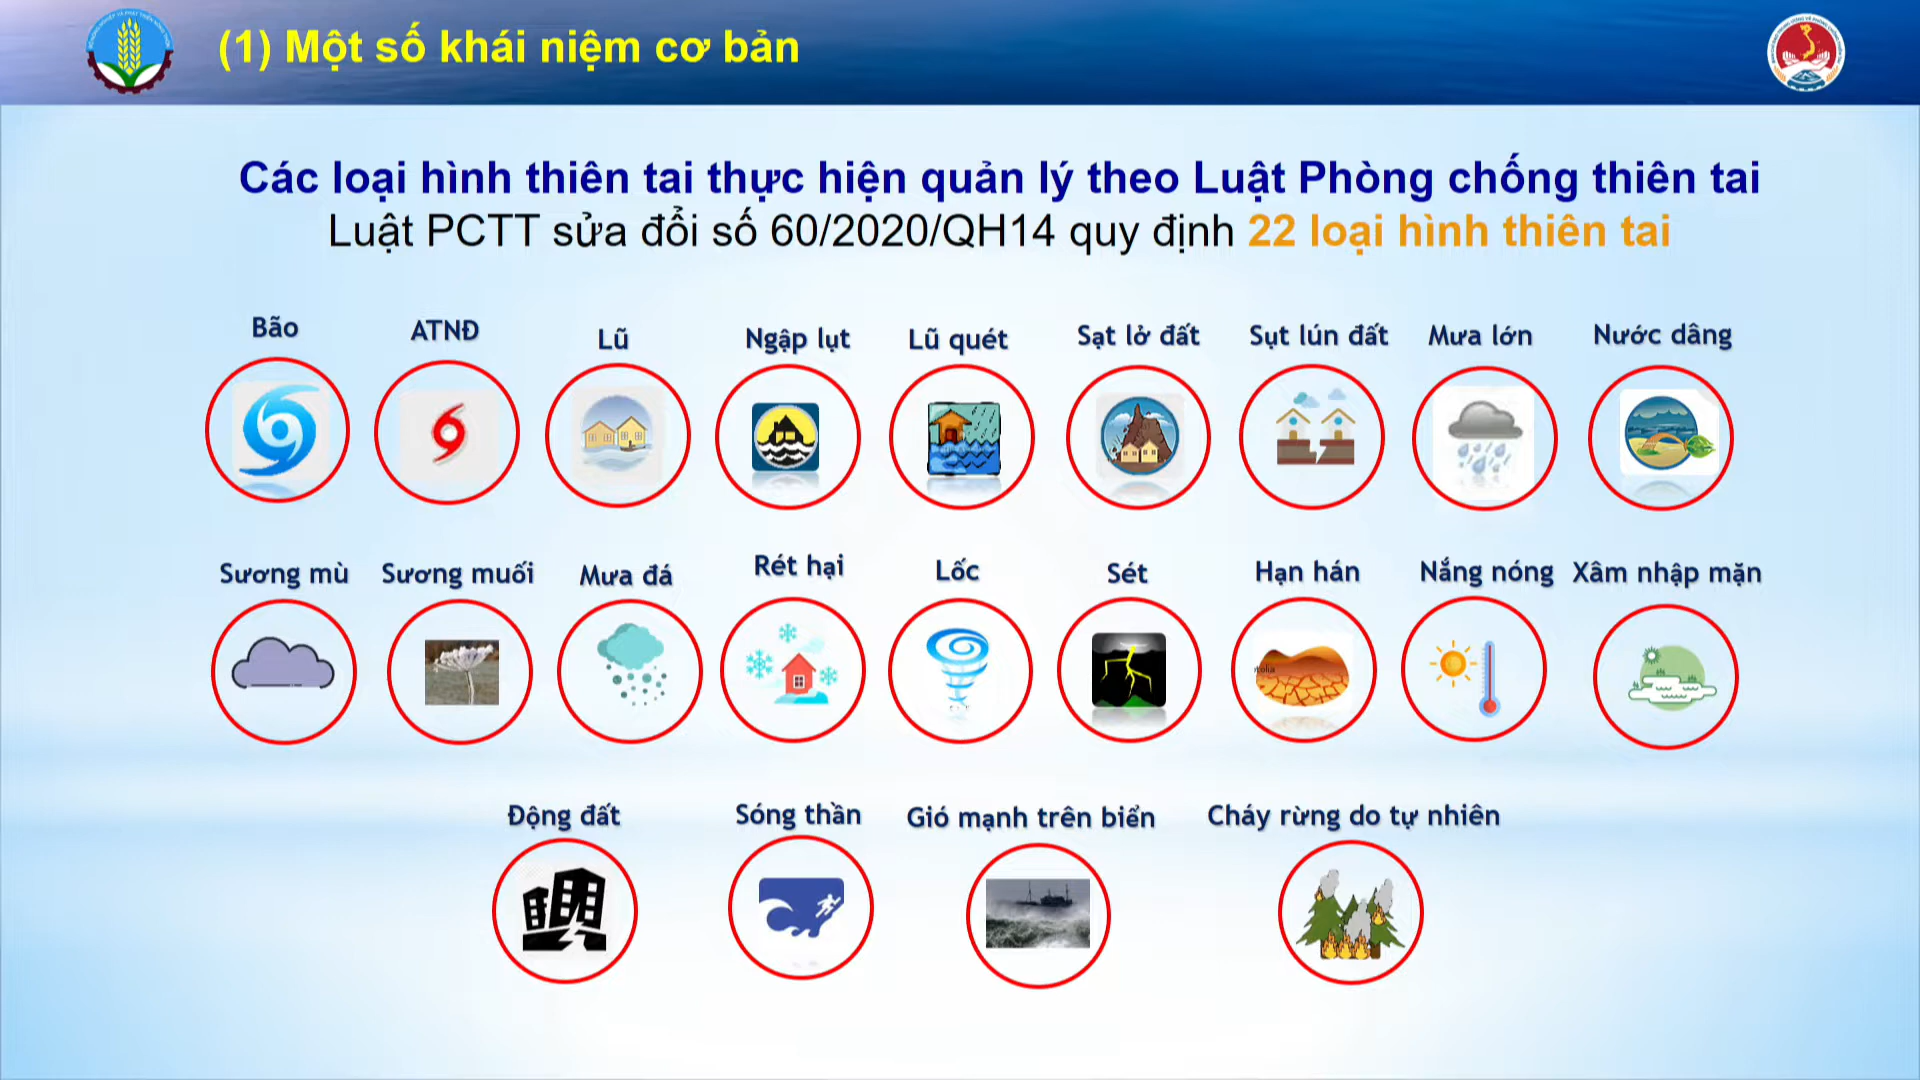 (1) Một số khái niệm cơ bản
Các loại hình thiên tai thực hiện quản lý theo Luật Phòng chống thiên tai
Luật PCTT sửa đổi số 60/2020/QH14 quy định 22 loại hình thiên tai
Bão
ATNĐ
Lũ
Ngập lụt
Lũ quét
Sạt lở đất
Sụt lún đất
Mưa lớn
Nước dâng
Sương mù
Sương muối
Mưa đá
Rét hại
Lốc
Sét
Hạn hán
Nắng nóng
Xâm nhập mặn
Động đất
Sóng thần
Gió mạnh trên biển
Cháy rừng do tự nhiên